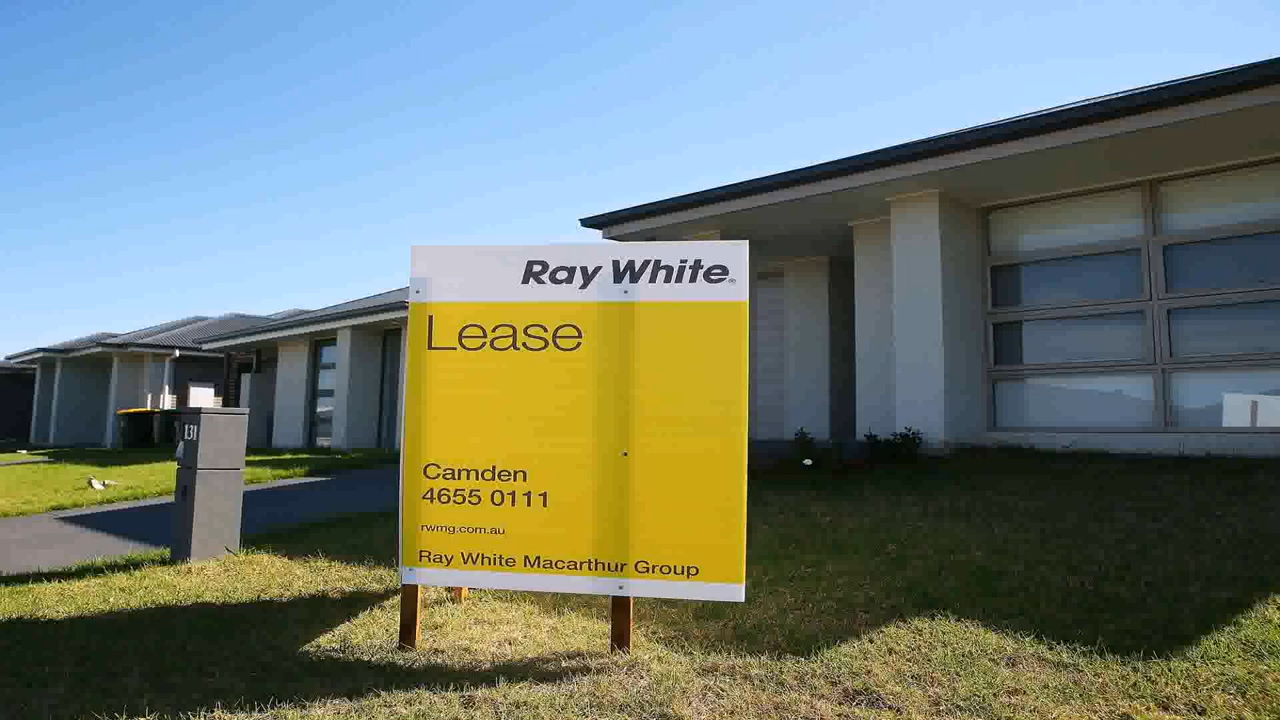 Ray White®
Lease
Camden
4655 0111
rwmg.com.au
Ray White Macarthur Group
131